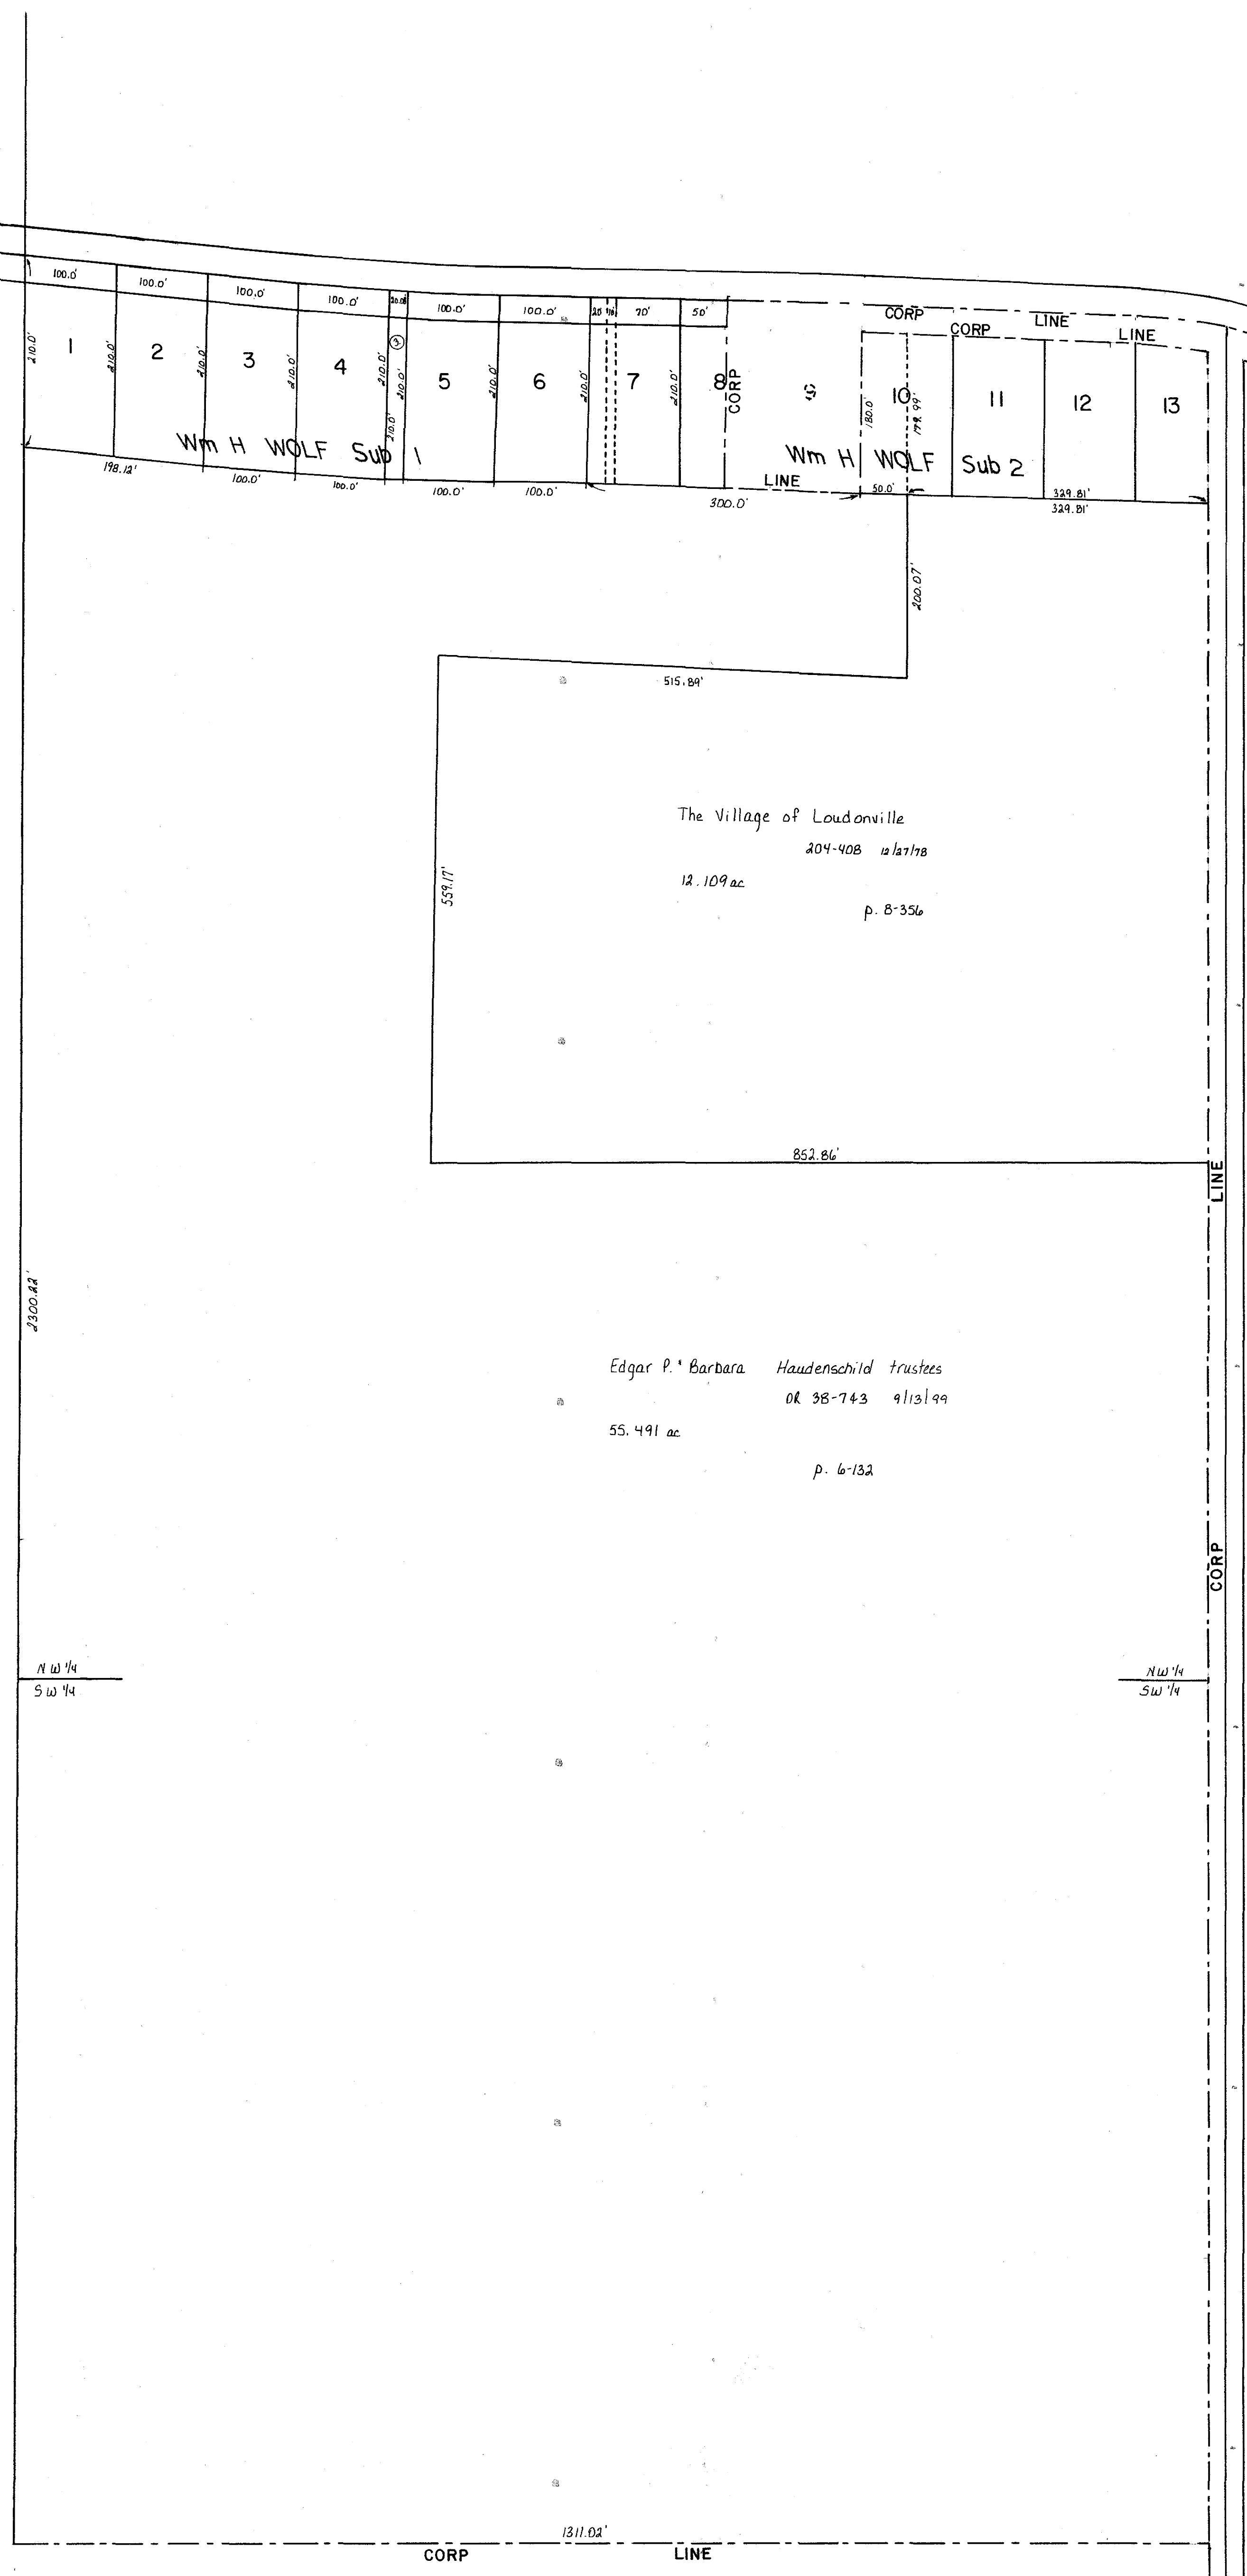 100.0'
100.0'
100.0'
100.0'
20.0'
100.0'
100.0'
20' 10' 70' 50'
CORP LINE
CORP LINE
210.0'
1
210.0'
2
210.0'
3
210.0'
4
210.0'
210.0'
210.0'
5
210.0'
6
210.0'
7
210.0'
8
CORP
9
180.0'
10
179.99'
11
12
13
Wm H WOLF Sub 1
Wm H WOLF Sub 2
198.12'
100.0'
100.0'
100.0'
100.0'
300.0'
LINE
50.0'
329.81'
329.81'
200.07'
515.89'
559.17'
The Village of Loudonville
204-408 12/27/78
12.109 ac
p. 8-356
852.86'
LINE
2300.22'
Edgar P. & Barbara Haudenschild trustees
OR 38-743 9/13/99
55.491 ac
p. 6-132
CORP
NW 1/4
SW 1/4
NW 1/4
SW 1/4
1311.02'
CORP LINE